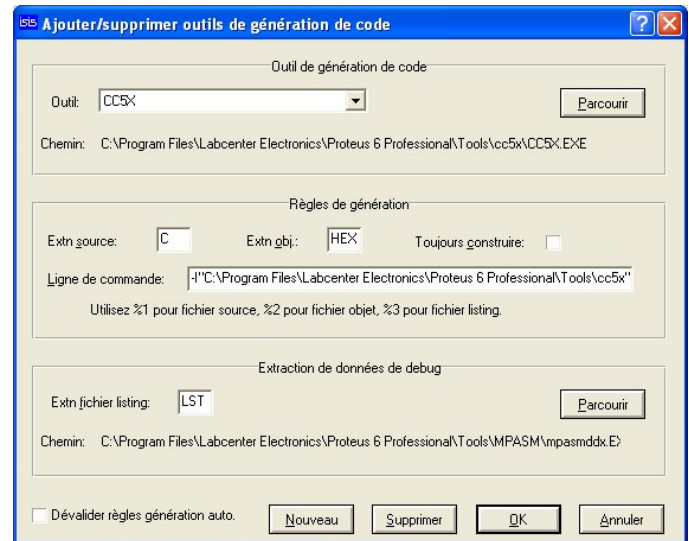 isis Ajouter/supprimer outils de génération de code
Outil de génération de code
Outil: CC5X Parcourir
Chemin: C:\Program Files\Labcenter Electronics\Proteus 6 Professional\Tools\cc5x\CC5X.EXE
Règles de génération
Extn source: C Extn obj.: HEX Toujours construire:
Ligne de commande: -I"C:\Program Files\Labcenter Electronics\Proteus 6 Professional\Tools\cc5x"
Utilisez %1 pour fichier source, %2 pour fichier objet, %3 pour fichier listing.
Extraction de données de debug
Extn fichier listing: LST Parcourir
Chemin: C:\Program Files\Labcenter Electronics\Proteus 6 Professional\Tools\MPASM\mpasmddx.EX
Dévalider règles génération auto. Nouveau Supprimer OK Annuler